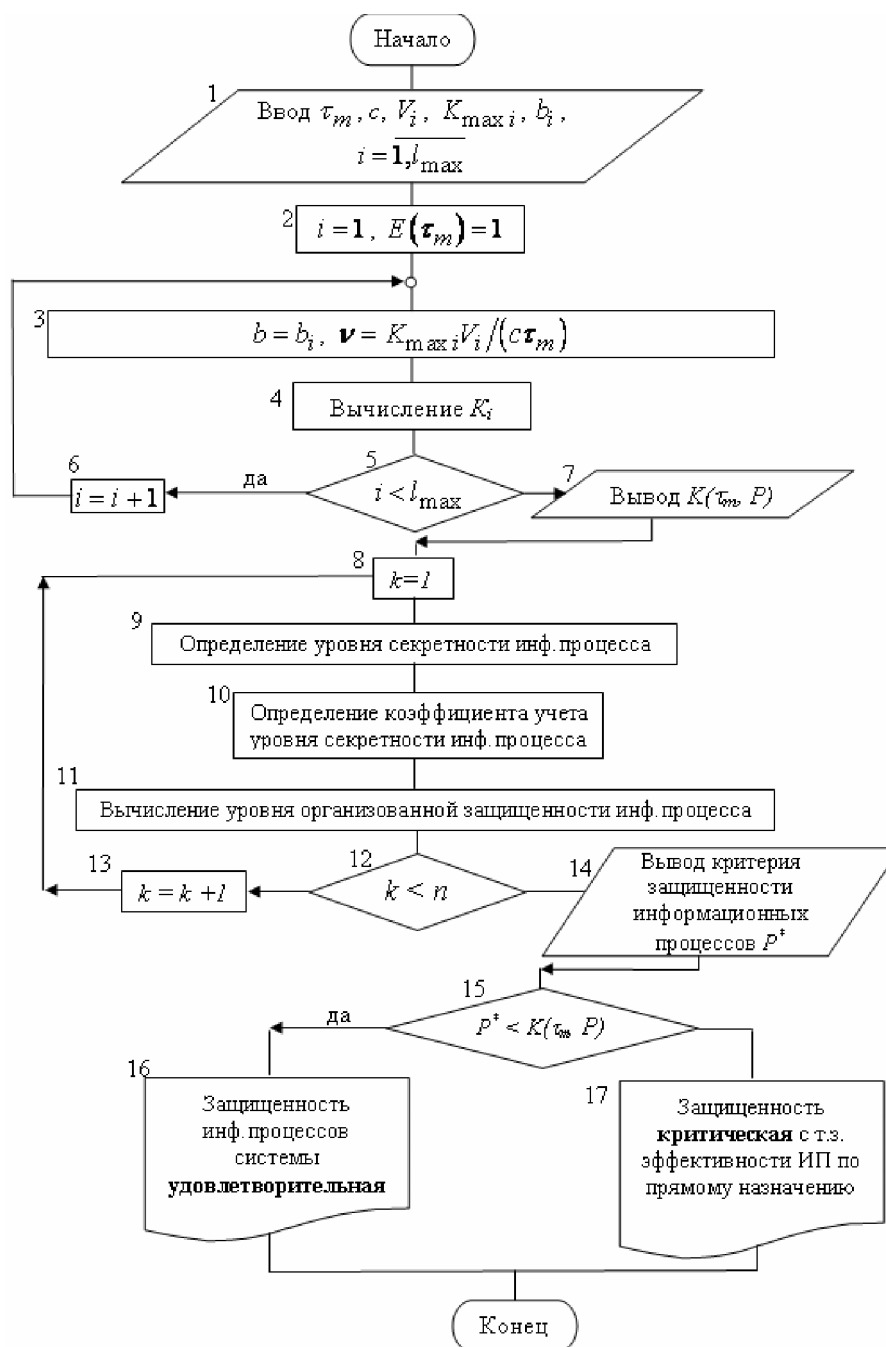 Начало
1
Ввод τm, c, Vi, Kmax i, bi,
i = 1,lmax
2
i = 1, E(τm) = 1
3
b = bi, ν = Kmax iVi/(cτm)
4
Вычисление Ki
5
i < lmax
да
6
i = i + 1
7
Вывод K(τm, P)
8
k=1
9
Определение уровня секретности инф.процесса
10
Определение коэффициента учета
уровня секретности инф.процесса
11
Вычисление уровня организованной защищенности инф.процесса
12
k < n
13
k = k +1
14
Вывод критерия
защищенности
информационных
процессов P*
15
P* < K(τm, P)
да
16
Защищенность
инф.процессов
системы
удовлетворительная
17
Защищенность
критическая с т.з.
эффективности ИП по
прямому назначению
Конец